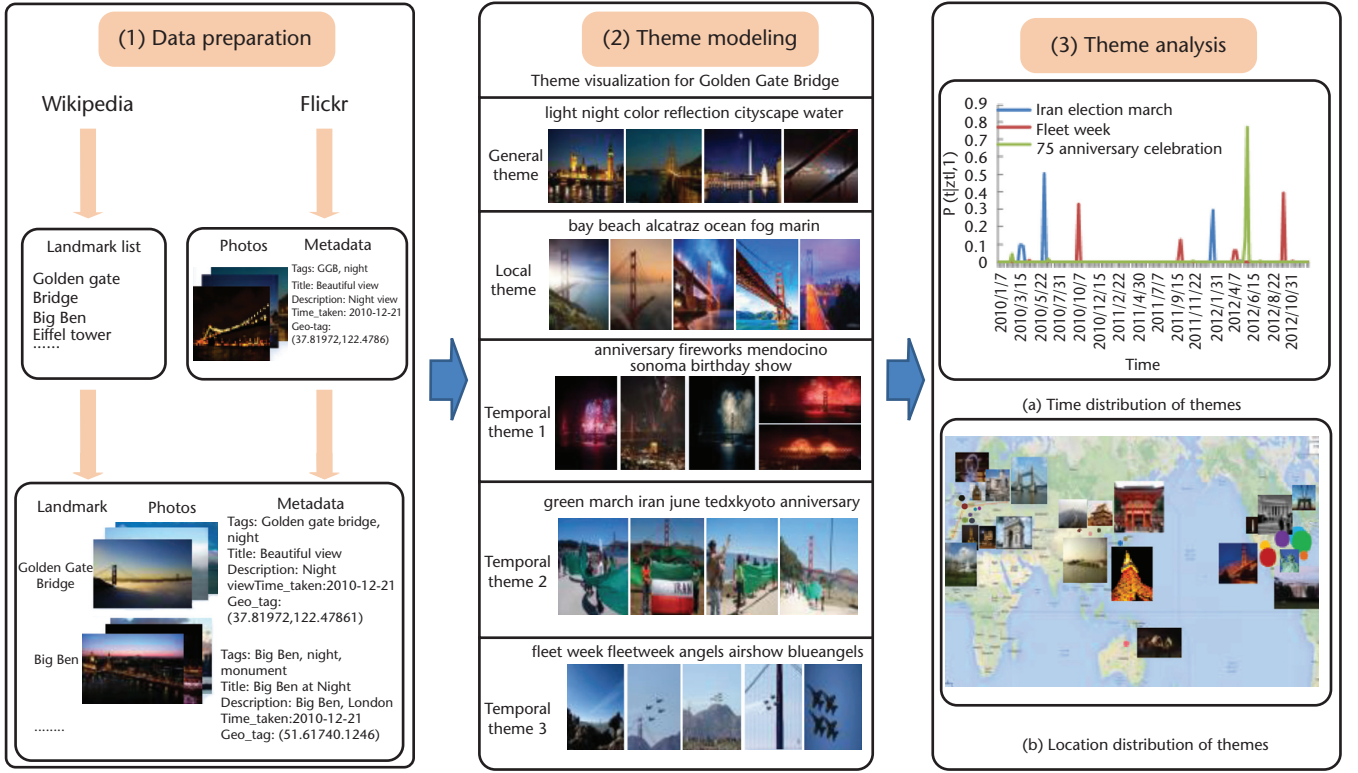 (1) Data preparation
Wikipedia
Flickr
Landmark list
Golden gate
Bridge
Big Ben
Eiffel tower
......
Photos
Metadata
Tags: GGB, night
Title: Beautiful view
Description: Night view
Time_taken: 2010-12-21
Geo-tag:
(37.81972,122.4786)
Landmark
Photos
Metadata
Golden Gate
Bridge
Tags: Golden gate bridge,
night
Title: Beautiful view
Description: Night
viewTime_taken:2010-12-21
Geo_tag:
(37.81972,122.47861)
Big Ben
Tags: Big Ben, night,
monument
Title: Big Ben at Night
Description: Big Ben, London
Time_taken:2010-12-21
Geo_tag: (51.61740.1246)
........
(2) Theme modeling
Theme visualization for Golden Gate Bridge
light night color reflection cityscape water
General
theme
bay beach alcatraz ocean fog marin
Local
theme
anniversary fireworks mendocino
sonoma birthday show
Temporal
theme 1
green march iran june tedxkyoto anniversary
Temporal
theme 2
IRAN
fleet week fleetweek angels airshow blueangels
Temporal
theme 3
(3) Theme analysis
0.9
0.8
0.7
0.6
0.5
0.4
0.3
0.2
0.1
0
P (t|ztl,1)
Iran election march
Fleet week
75 anniversary celebration
2010/1/7
2010/3/15
2010/5/22
2010/7/31
2010/10/7
2010/12/15
2011/2/22
2011/4/30
2011/7/7
2011/9/15
2011/11/22
2012/1/31
2012/4/7
2012/6/15
2012/8/22
2012/10/31
Time
(a) Time distribution of themes
(b) Location distribution of themes